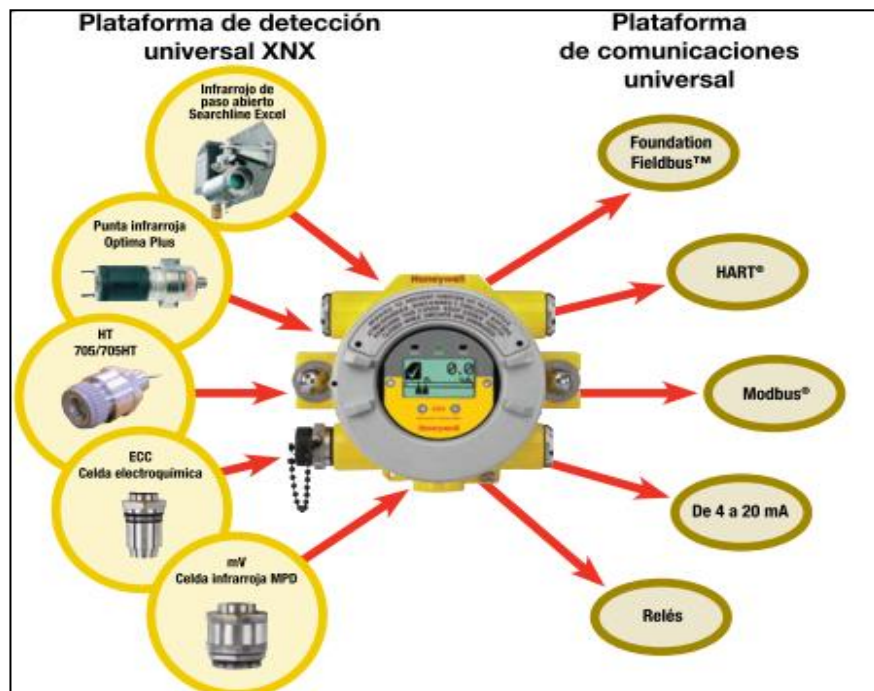 Plataforma de detección
universal XNX
Plataforma
de comunicaciones
universal
Infrarrojo de
paso abierto
Searchline Excel
Punta infrarroja
Optima Plus
HT
705/705HT
ECC
Celda electroquímica
mV
Celda infrarroja MPD
Honeywell
0.0
Honeywell
Foundation
Fieldbus™
HART®
Modbus®
De 4 a 20 mA
Relés